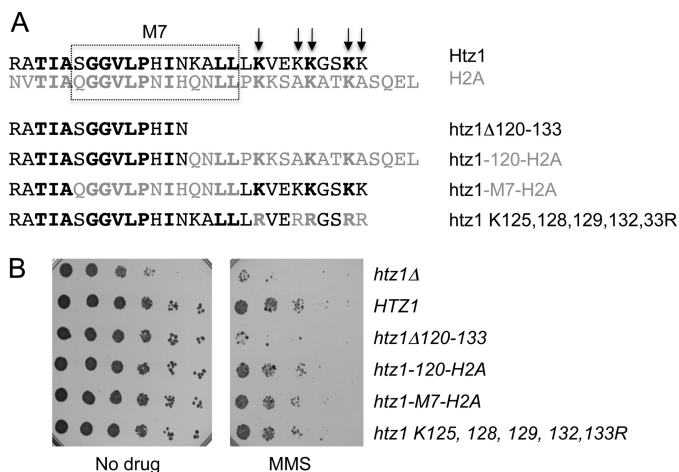 A
M7
RATIASGGVLPHINKALLLKVEKKGSKK Htz1
NVTIAQGGVLPNIHQNLLPKKSAKATKASQEL H2A
RATIASGGVLPHIN htz1Δ120-133
RATIASGGVLPHINQNLLPKKSAKATKASQEL htz1-120-H2A
RATIAQGGVLPNIHQNLLLKVEKKGSKK htz1-M7-H2A
RATIASGGVLPHINKALLLRVERRGSRR htz1 K125,128,129,132,33R
B
htz1Δ
HTZ1
htz1Δ120-133
htz1-120-H2A
htz1-M7-H2A
htz1 K125, 128, 129, 132,133R
No drug MMS